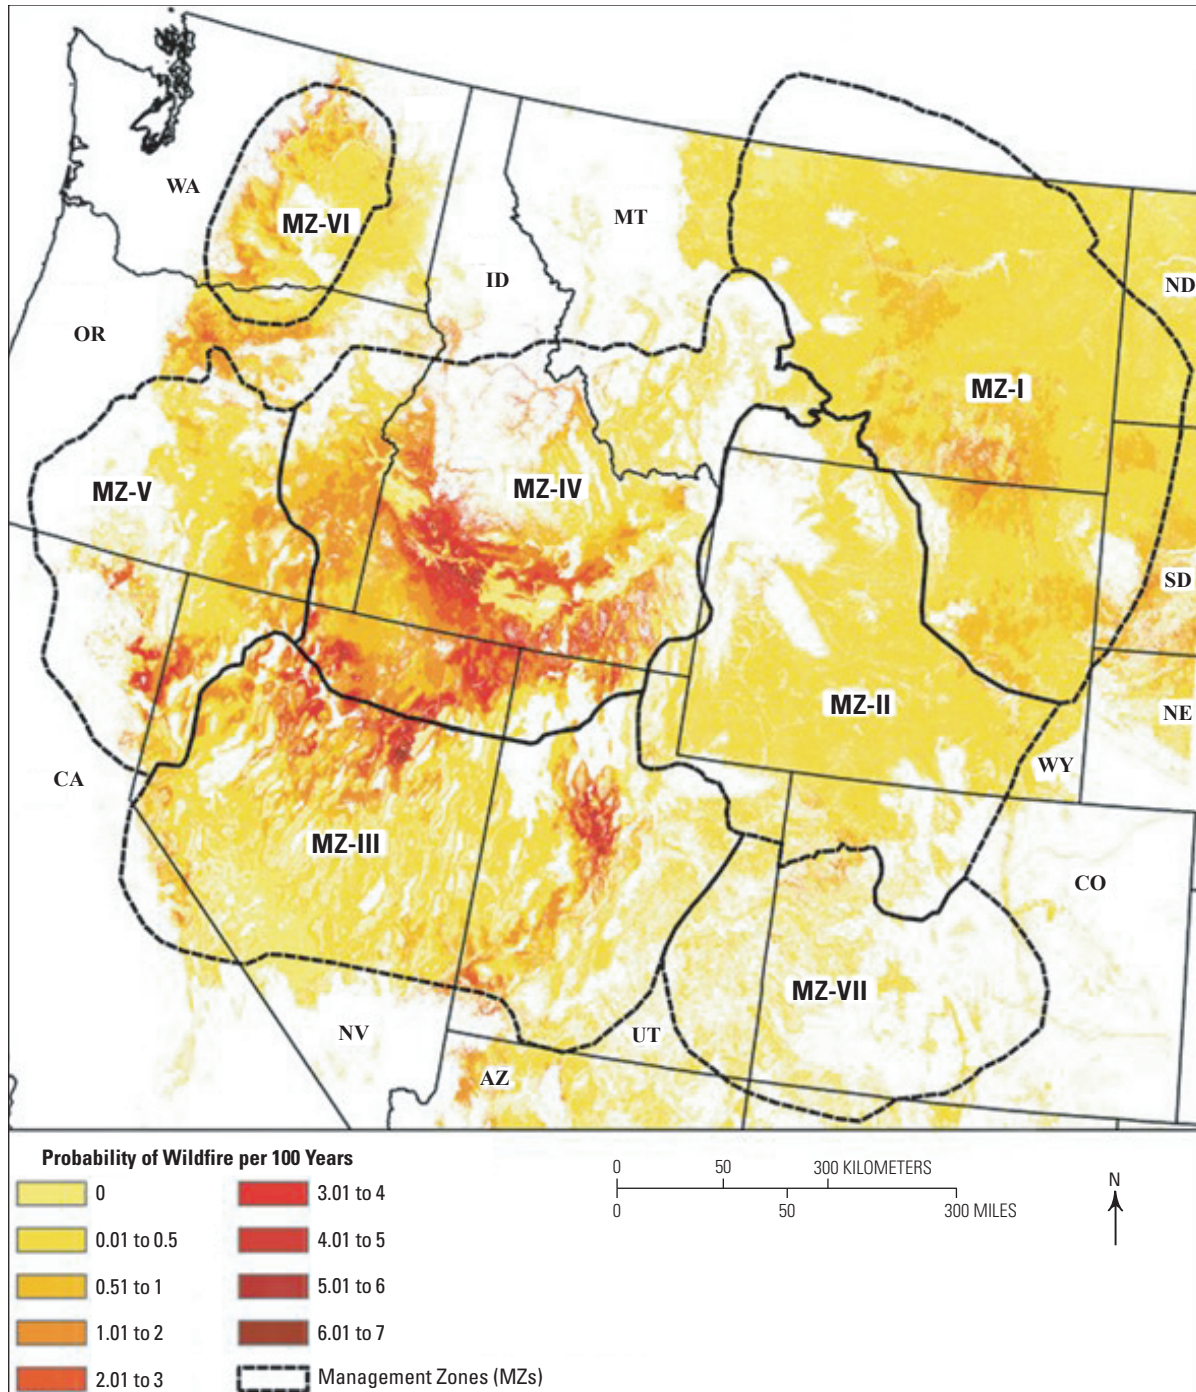 WA
MZ-VI
MT
ID
ND
OR
MZ-I
MZ-V
MZ-IV
SD
MZ-II
NE
WY
CA
MZ-III
CO
MZ-VII
NV
UT
AZ
Probability of Wildfire per 100 Years
0
0.01 to 0.5
0.51 to 1
1.01 to 2
2.01 to 3
3.01 to 4
4.01 to 5
5.01 to 6
6.01 to 7
Management Zones (MZs)
0 50 300 KILOMETERS
0 50 300 MILES
N